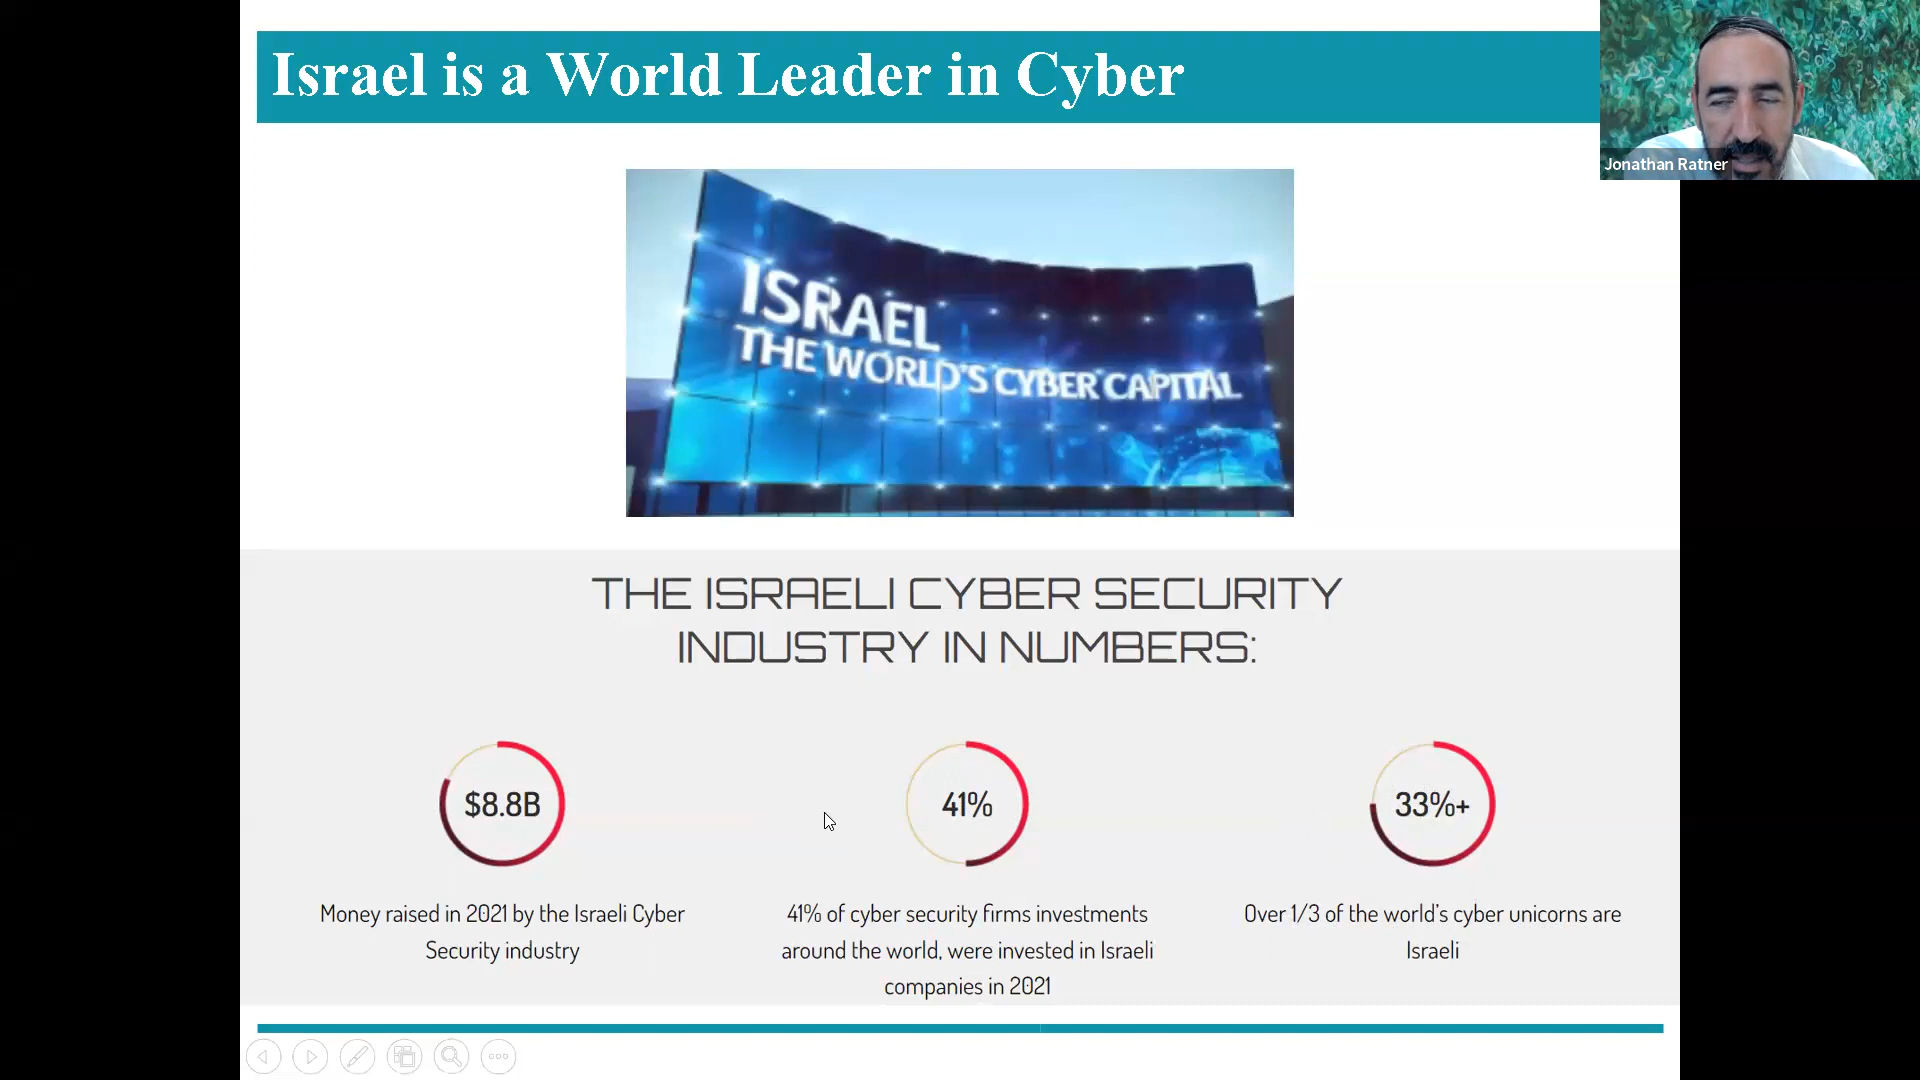 Israel is a World Leader in Cyber
Jonathan Ratner
ISRAEL
THE WORLD'S CYBER CAPITAL
THE ISRAELI CYBER SECURITY
INDUSTRY IN NUMBERS:
$8.8B
41%
33%+
Money raised in 2021 by the Israeli Cyber
Security industry
41% of cyber security firms investments
around the world, were invested in Israeli
companies in 2021
Over 1/3 of the world's cyber unicorns are
Israeli